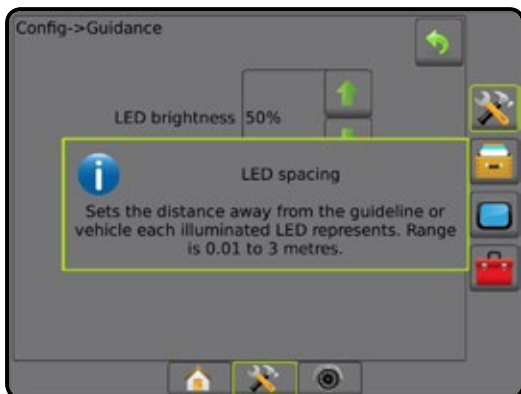 Config->Guidance
LED brightness 50%
LED spacing
Sets the distance away from the guideline or
vehicle each illuminated LED represents. Range
is 0.01 to 3 metres.